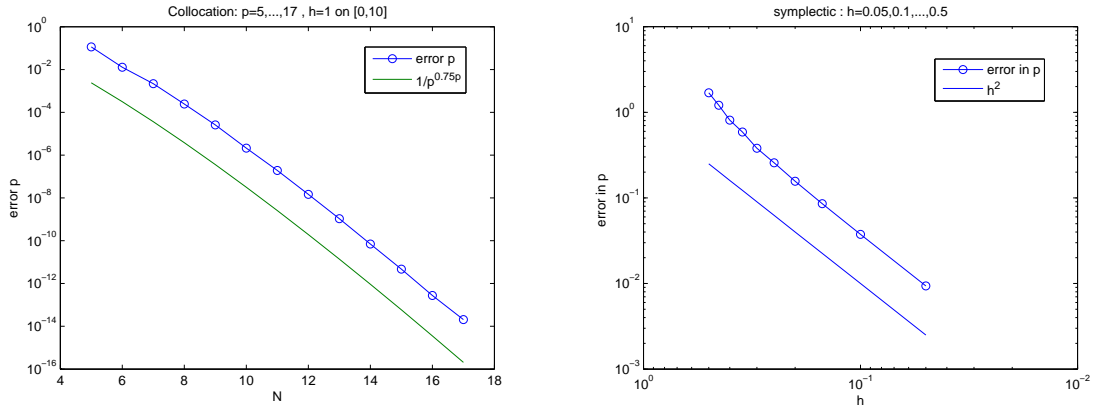 Collocation: p=5,...,17 , h=1 on [0,10]
10^0
10^−2
10^−4
10^−6
10^−8
10^−10
10^−12
10^−14
10^−16
error p
error p
1/p^0.75p
4
6
8
10
12
14
16
18
N
symplectic : h=0.05,0.1,...,0.5
10^1
10^0
10^−1
10^−2
10^−3
error in p
error in p
h^2
10^0
10^−1
10^−2
h